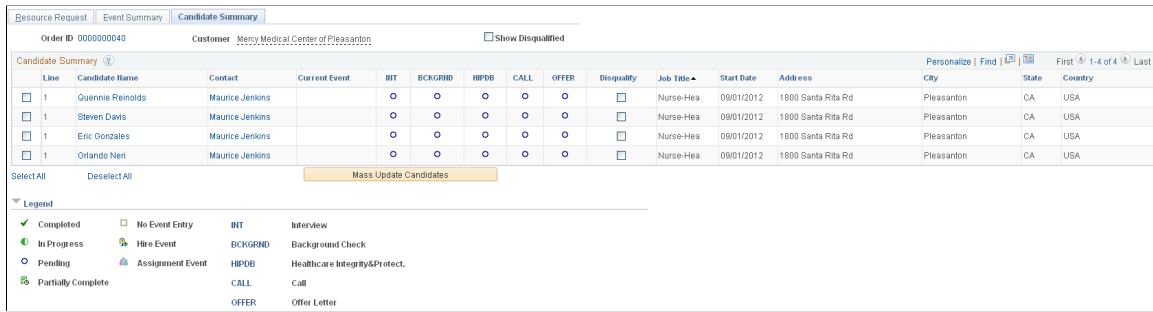 Resource Request Event Summary Candidate Summary
Order ID 0000000040 Customer Mercy Medical Center of Pleasanton Show Disqualified
Candidate Summary ? Personalize | Find | | First 1-4 of 4 Last
Line Candidate Name Contact Current Event INT BCKGRND HIPDB CALL OFFER Disqualify Job Title Start Date Address City State Country
1 Quennie Reinolds Maurice Jenkins Nurse-Hea 09/01/2012 1800 Santa Rita Rd Pleasanton CA USA
1 Steven Davis Maurice Jenkins Nurse-Hea 09/01/2012 1800 Santa Rita Rd Pleasanton CA USA
1 Eric Gonzales Maurice Jenkins Nurse-Hea 09/01/2012 1800 Santa Rita Rd Pleasanton CA USA
1 Orlando Neri Maurice Jenkins Nurse-Hea 09/01/2012 1800 Santa Rita Rd Pleasanton CA USA
Select All Deselect All Mass Update Candidates
Legend
Completed No Event Entry INT Interview
In Progress Hire Event BCKGRND Background Check
Pending Assignment Event HIPDB Healthcare Integrity&Protect.
Partially Complete CALL Call
OFFER Offer Letter